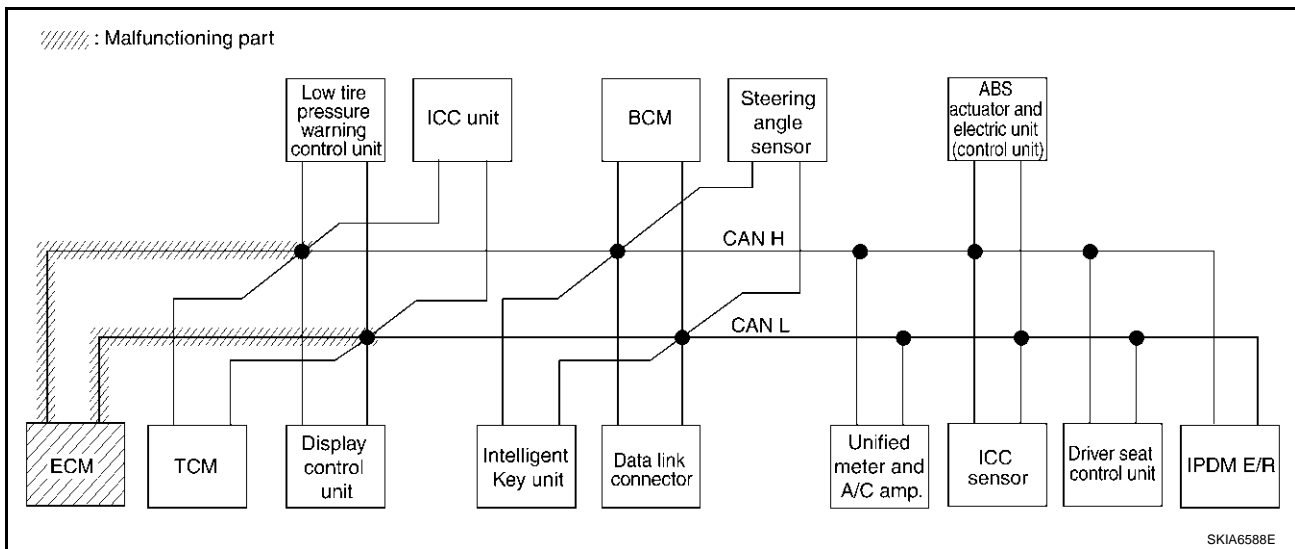 : Malfunctioning part
Low tire
pressure
warning
control unit
ICC unit
BCM
Steering
angle
sensor
ABS
actuator and
electric unit
(control unit)
CAN H
CAN L
ECM
TCM
Display
control
unit
Intelligent
Key unit
Data link
connector
Unified
meter and
A/C amp.
ICC
sensor
Driver seat
control unit
IPDM E/R
SKIA6588E